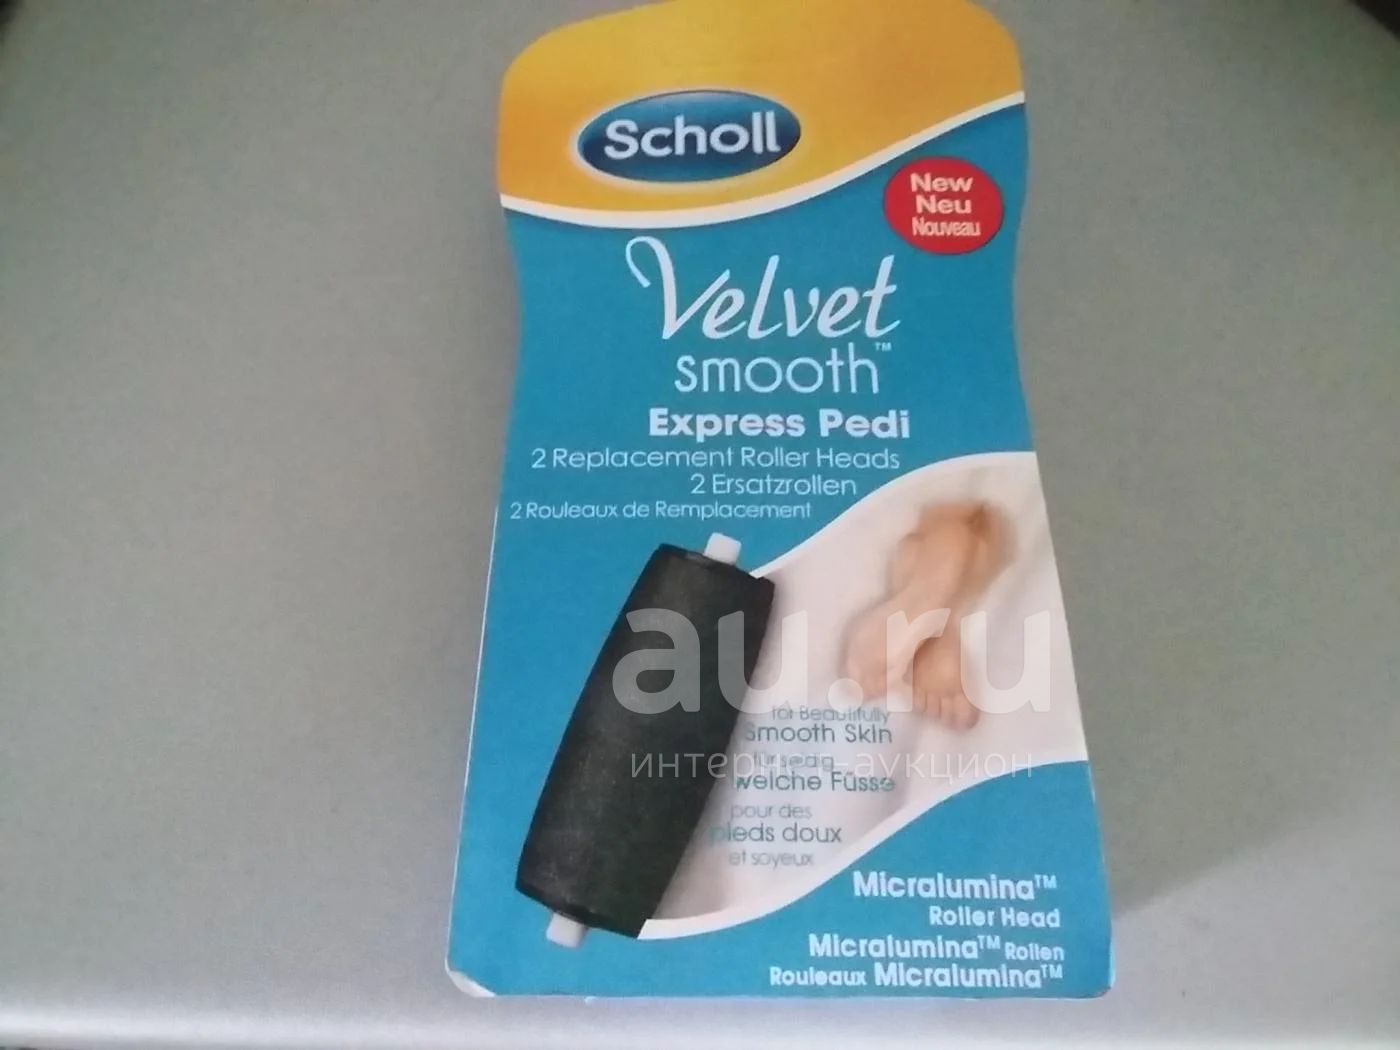 Scholl
New
Neu
Nouveau
Velvet
smooth™
Express Pedi
2 Replacement Roller Heads
2 Ersatzrollen
2 Rouleaux de Remplacement
au.ru
for Beautifully
Smooth Skin
интернет-аукцион
für seidig
weiche Füsse
pour des
pieds doux
et soyeux
Micralumina™
Roller Head
Micralumina™ Rollen
Rouleaux Micralumina™